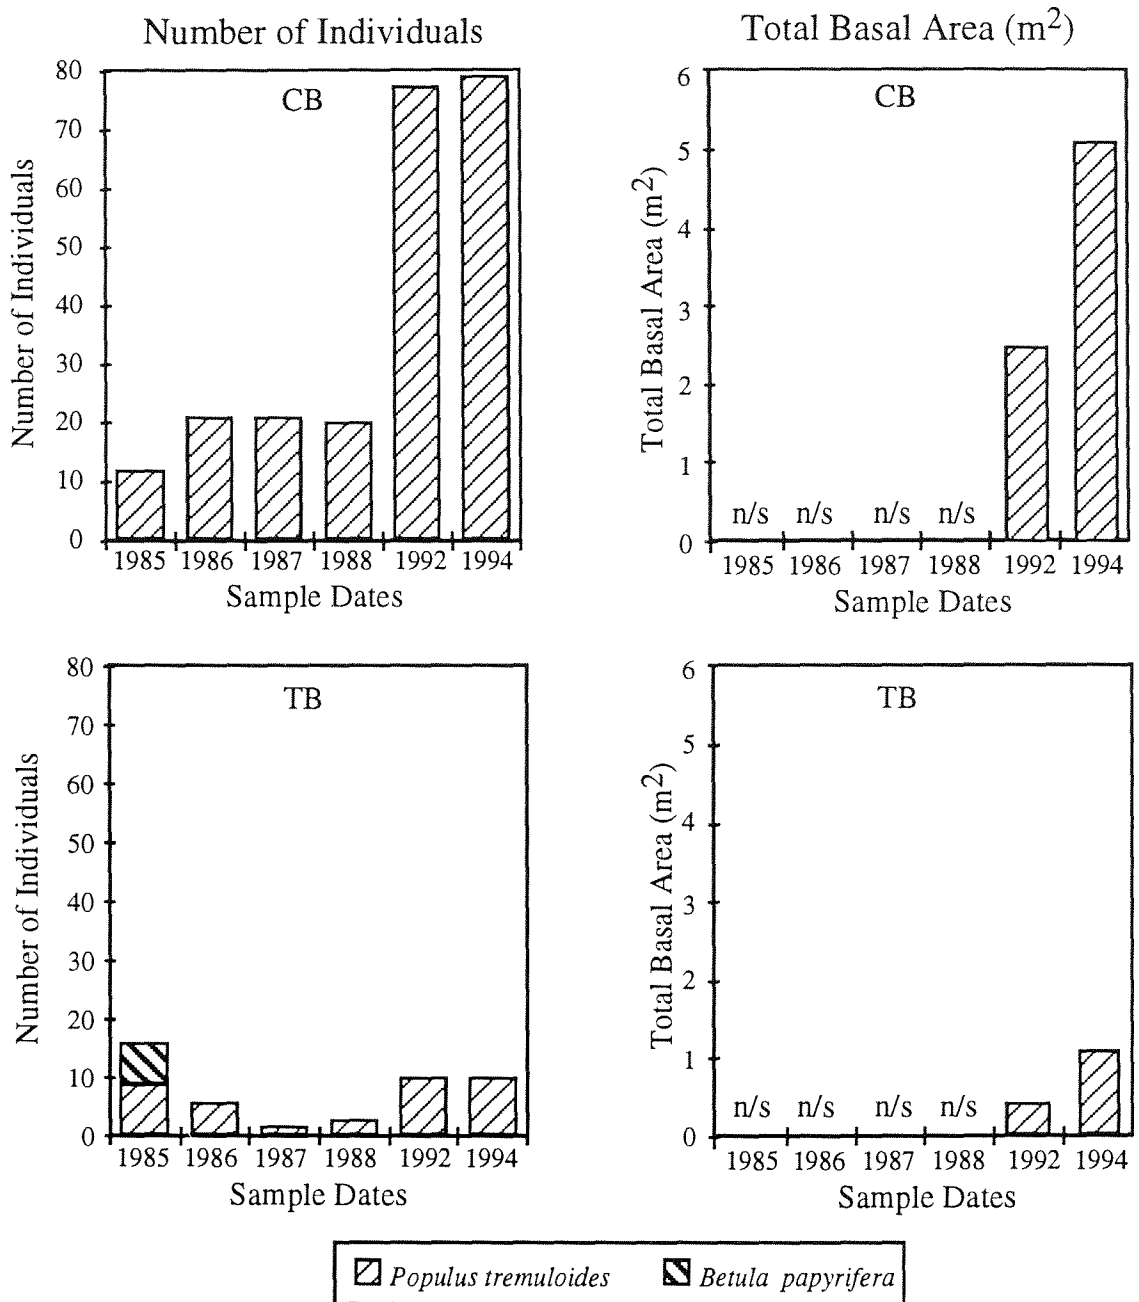 Number of Individuals
Total Basal Area (m²)
CB
80
70
60
50
40
30
20
10
0
Number of Individuals
1985 1986 1987 1988 1992 1994
Sample Dates
CB
6
5
4
3
2
1
0
Total Basal Area (m²)
n/s n/s n/s n/s
1985 1986 1987 1988 1992 1994
Sample Dates
TB
80
70
60
50
40
30
20
10
0
Number of Individuals
1985 1986 1987 1988 1992 1994
Sample Dates
TB
6
5
4
3
2
1
0
Total Basal Area (m²)
n/s n/s n/s n/s
1985 1986 1987 1988 1992 1994
Sample Dates
Populus tremuloides
Betula papyrifera